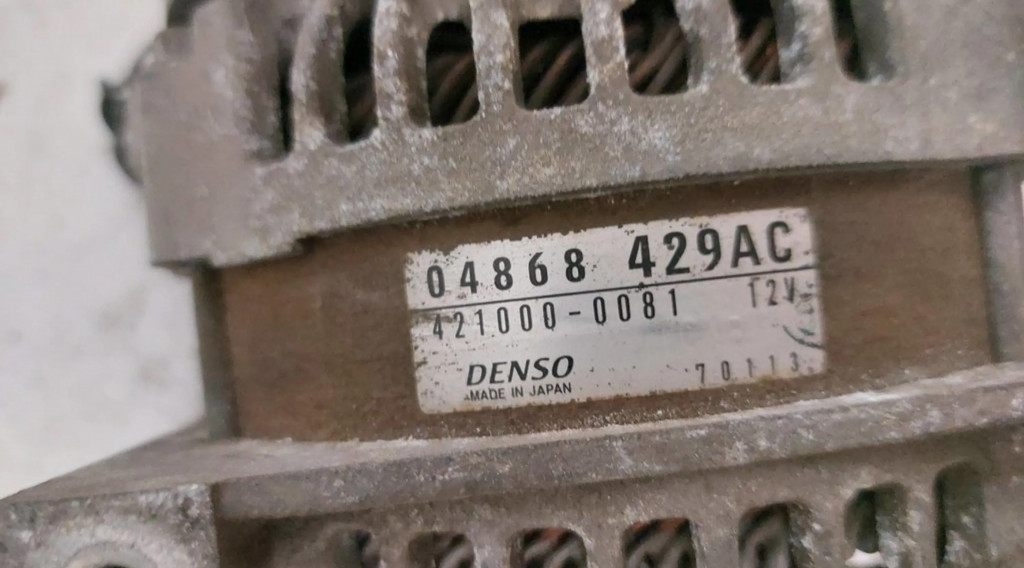 04868 429AC
421000-0081 12V
DENSO 70113
MADE IN JAPAN